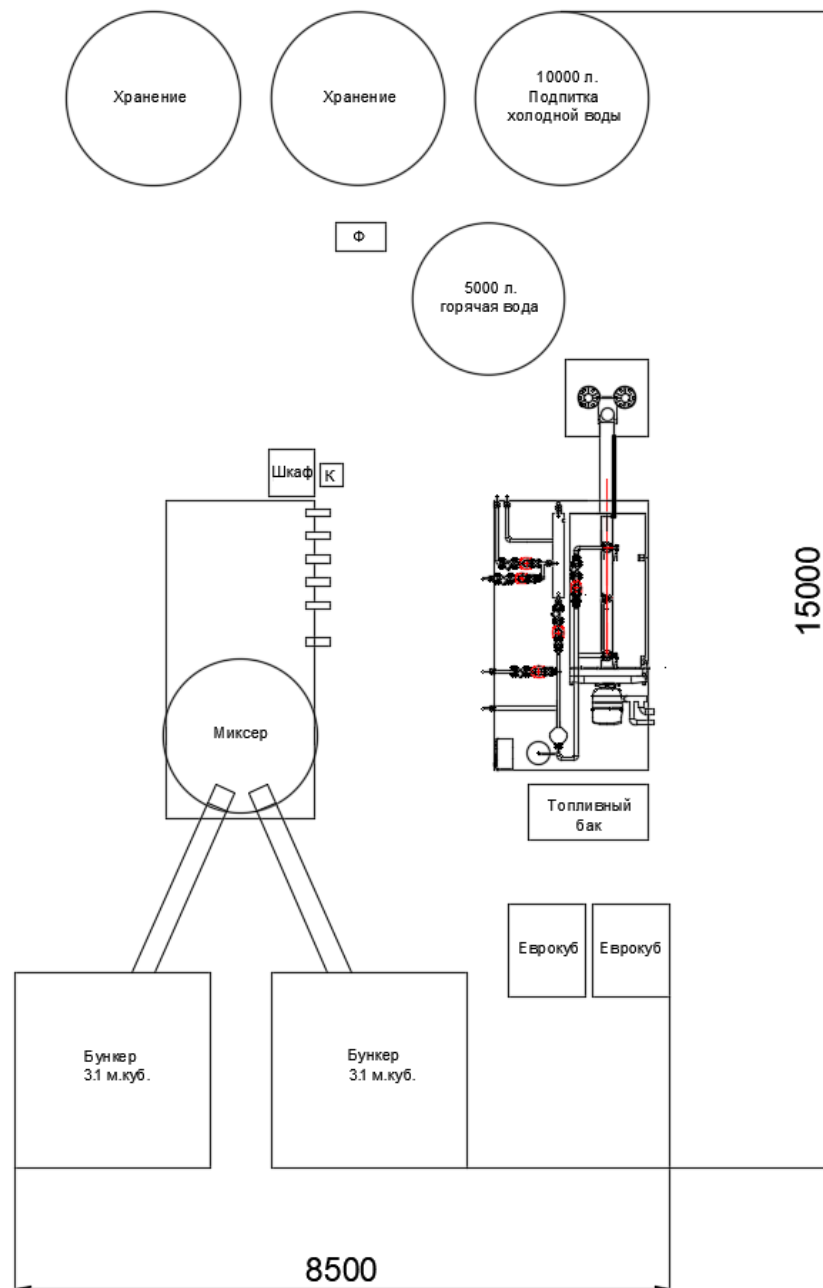 Хранение
Хранение
10000 л.
Подпитка
холодной воды
Ф
5000 л.
горячая вода
Шкаф
К
15000
Миксер
Топливный
бак
Еврокуб
Еврокуб
Бункер
3.1 м.куб.
Бункер
3.1 м.куб.
8500